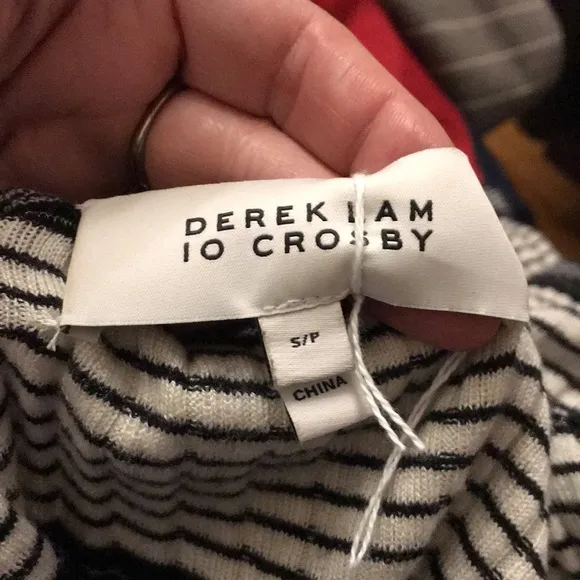 DEREK LAM
10 CROSBY
S/P
CHINA